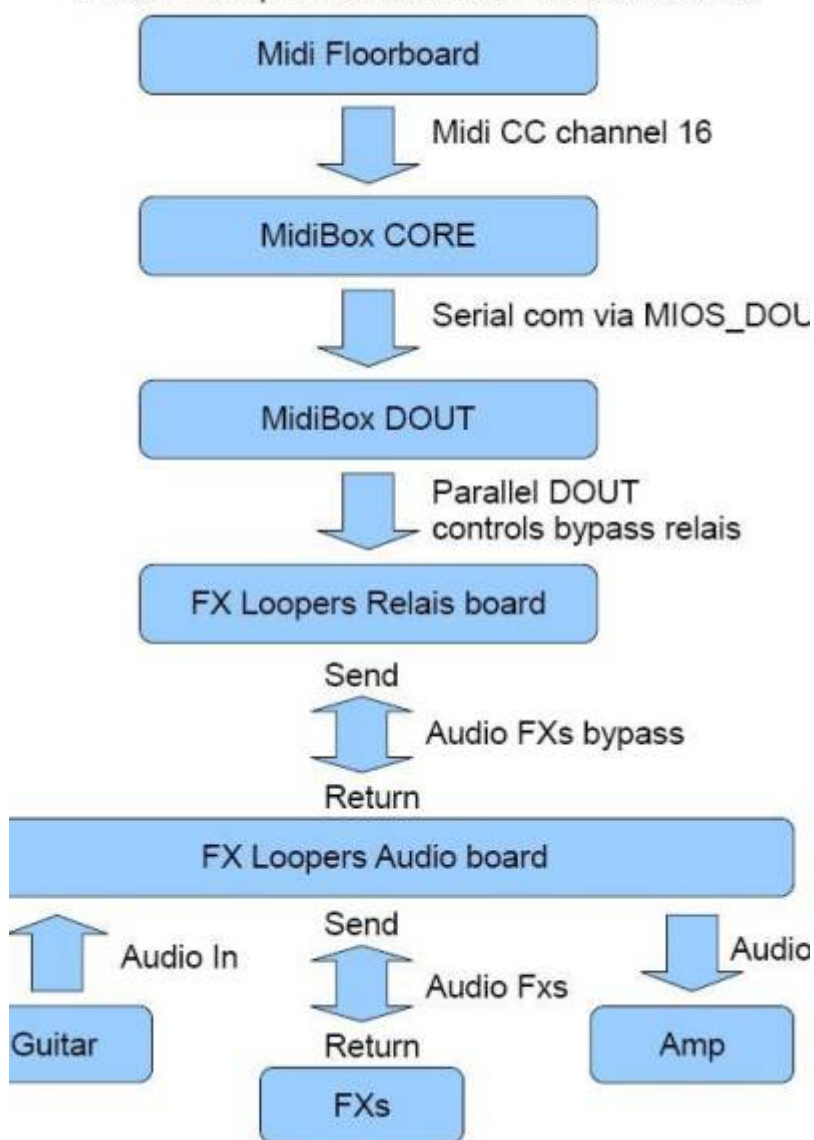 Midi Floorboard
Midi CC channel 16
MidiBox CORE
Serial com via MIOS_DOU
MidiBox DOUT
Parallel DOUT
controls bypass relais
FX Loopers Relais board
Send
Audio FXs bypass
Return
FX Loopers Audio board
Send
Audio In
Audio
Audio Fxs
Guitar
Return
Amp
FXs